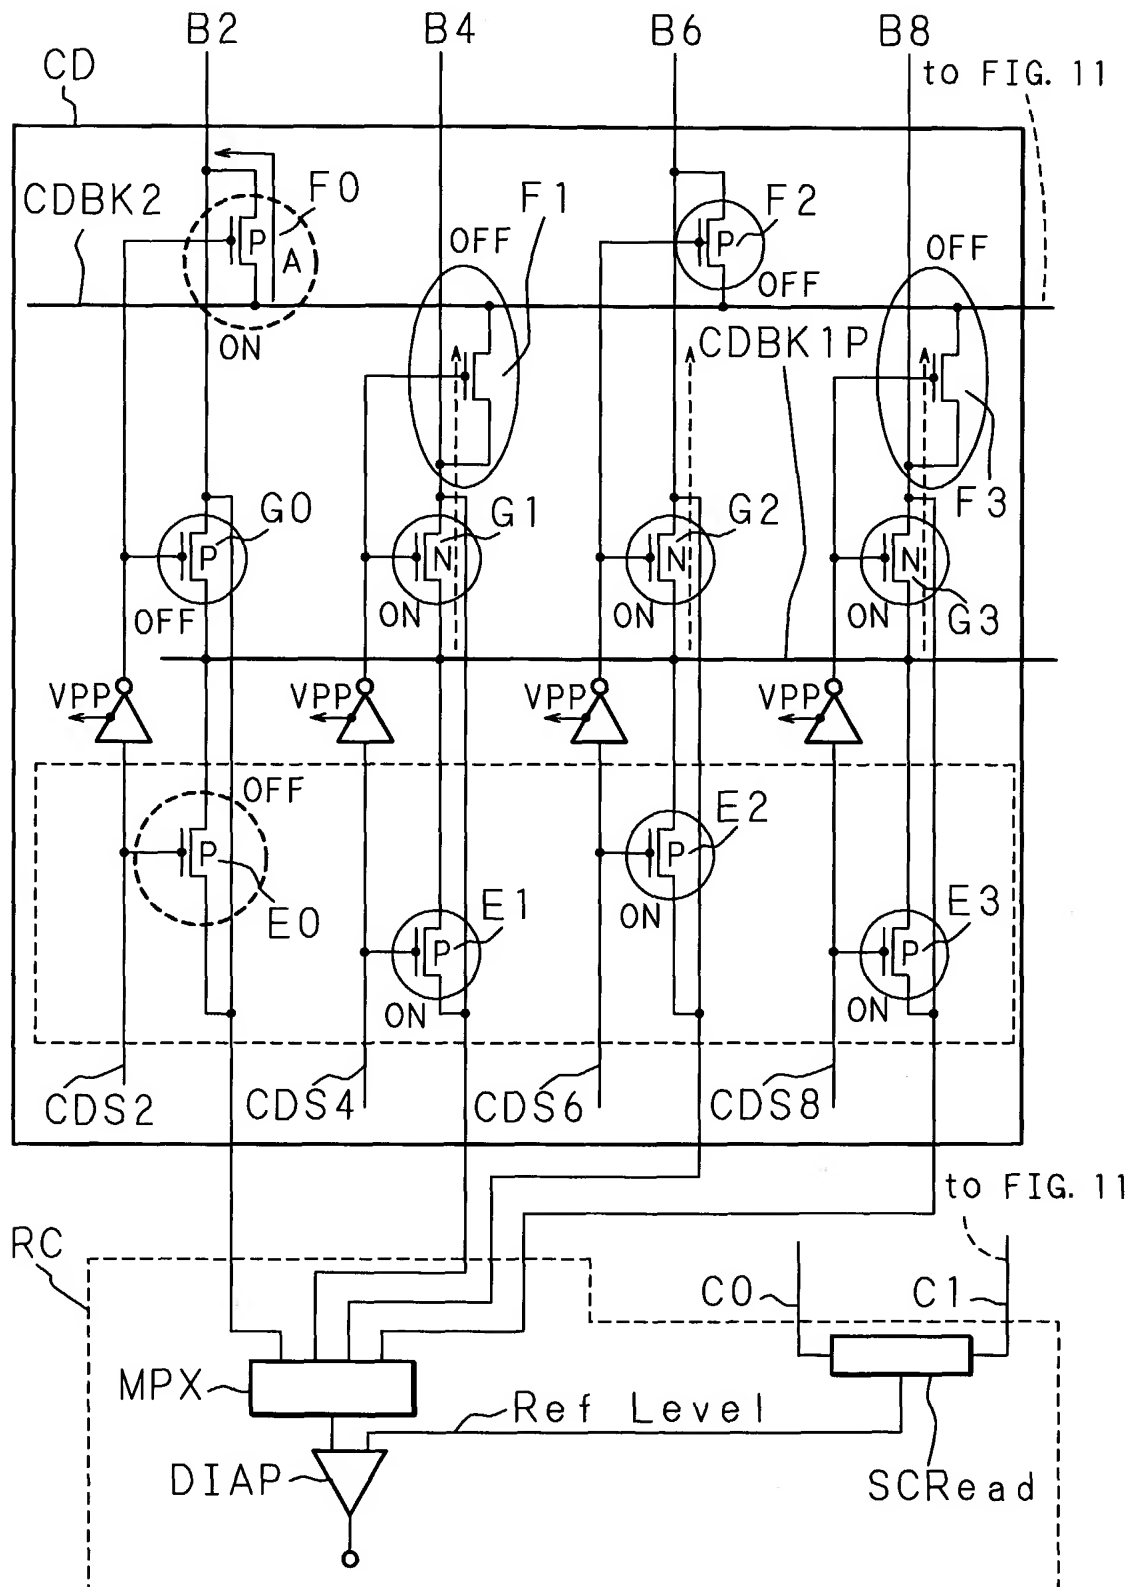 B2 B4 B6 B8
CD
to FIG. 11
CDBK2
F0
F1
F2
P
A
OFF
P
OFF
OFF
ON
CDBK1P
F3
G0
G1
G2
P
N
N
N
OFF
ON
ON
ON
G3
VPP
VPP
VPP
VPP
OFF
E2
P
P
E0
ON
E1
E3
P
P
ON
ON
CDS2
CDS4
CDS6
CDS8
to FIG. 11
RC
C0
C1
MPX
Ref Level
DIAP
SCRead